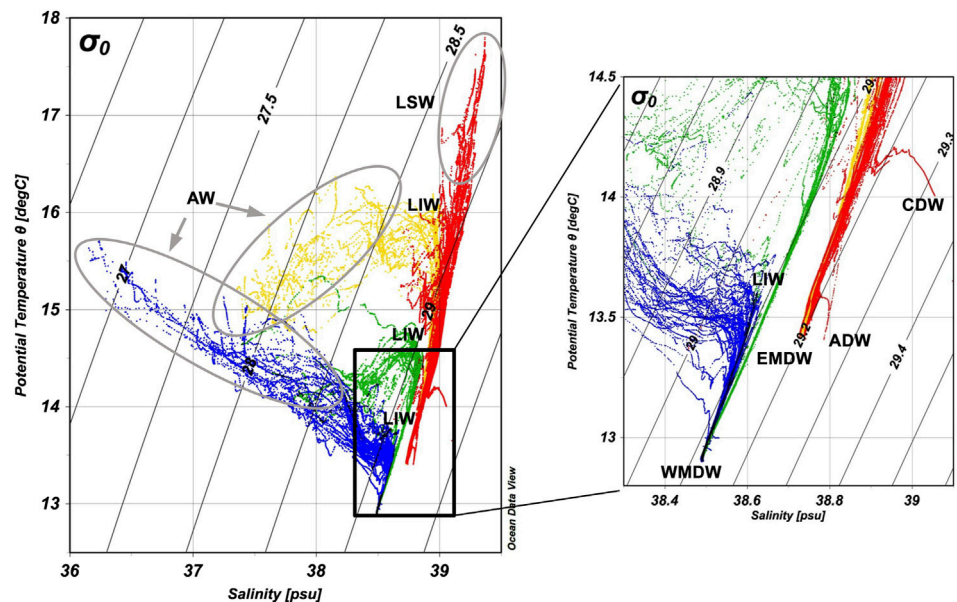 σ₀
18
17
16
15
14
13
36
37
38
39
Potential Temperature θ [degC]
Salinity [psu]
Ocean Data View
27.5
28.5
27
28
29
AW
LSW
LIW
LIW
LIW
σ₀
14.5
14
13.5
13
38.4
38.6
38.8
39
Potential Temperature θ [degC]
Salinity [psu]
28.9
29
29.2
29.3
29.4
CDW
LIW
ADW
EMDW
WMDW